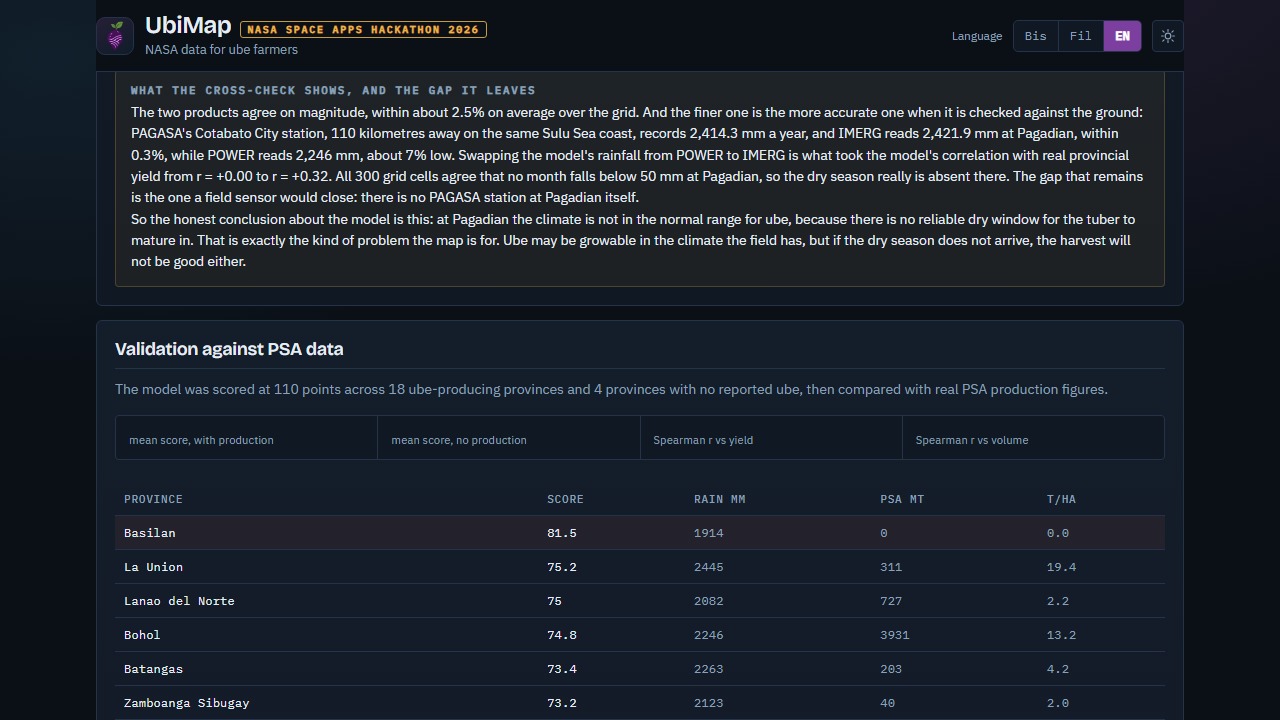 UbiMap NASA SPACE APPS HACKATHON 2026
NASA data for ube farmers
Language Bis Fil EN
WHAT THE CROSS-CHECK SHOWS, AND THE GAP IT LEAVES
The two products agree on magnitude, within about 2.5% on average over the grid. And the finer one is the more accurate one when it is checked against the ground:
PAGASA's Cotabato City station, 110 kilometres away on the same Sulu Sea coast, records 2,414.3 mm a year, and IMERG reads 2,421.9 mm at Pagadian, within
0.3%, while POWER reads 2,246 mm, about 7% low. Swapping the model's rainfall from POWER to IMERG is what took the model's correlation with real provincial
yield from r = +0.00 to r = +0.32. All 300 grid cells agree that no month falls below 50 mm at Pagadian, so the dry season really is absent there. The gap that remains
is the one a field sensor would close: there is no PAGASA station at Pagadian itself.
So the honest conclusion about the model is this: at Pagadian the climate is not in the normal range for ube, because there is no reliable dry window for the tuber to
mature in. That is exactly the kind of problem the map is for. Ube may be growable in the climate the field has, but if the dry season does not arrive, the harvest will
not be good either.
Validation against PSA data
The model was scored at 110 points across 18 ube-producing provinces and 4 provinces with no reported ube, then compared with real PSA production figures.
mean score, with production mean score, no production Spearman r vs yield Spearman r vs volume
PROVINCE SCORE RAIN MM PSA MT T/HA
Basilan 81.5 1914 0 0.0
La Union 75.2 2445 311 19.4
Lanao del Norte 75 2082 727 2.2
Bohol 74.8 2246 3931 13.2
Batangas 73.4 2263 203 4.2
Zamboanga Sibugay 73.2 2123 40 2.0